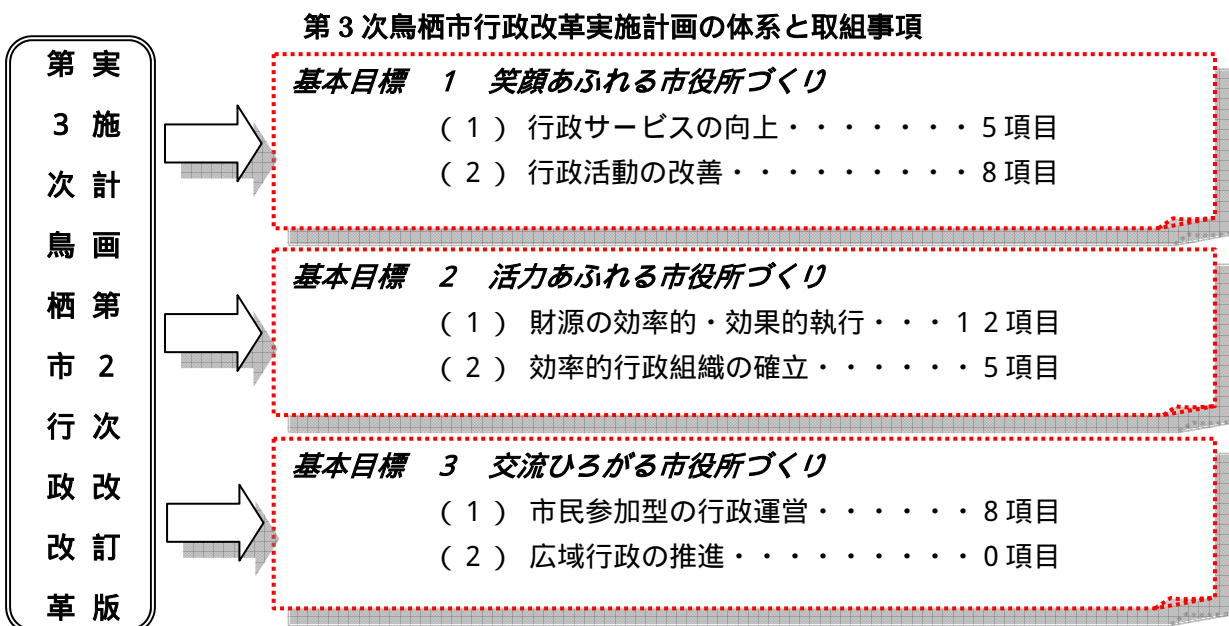 第3次鳥栖市行政改革実施計画の体系と取組事項
第3次鳥栖市行政改革
実施計画第2次改訂版
基本目標 1 笑顔あふれる市役所づくり
(1) 行政サービスの向上・・・・・・・5項目
(2) 行政活動の改善・・・・・・・・・8項目
基本目標 2 活力あふれる市役所づくり
(1) 財源の効率的・効果的執行・・・12項目
(2) 効率的行政組織の確立・・・・・・5項目
基本目標 3 交流ひろがる市役所づくり
(1) 市民参加型の行政運営・・・・・・8項目
(2) 広域行政の推進・・・・・・・・・0項目